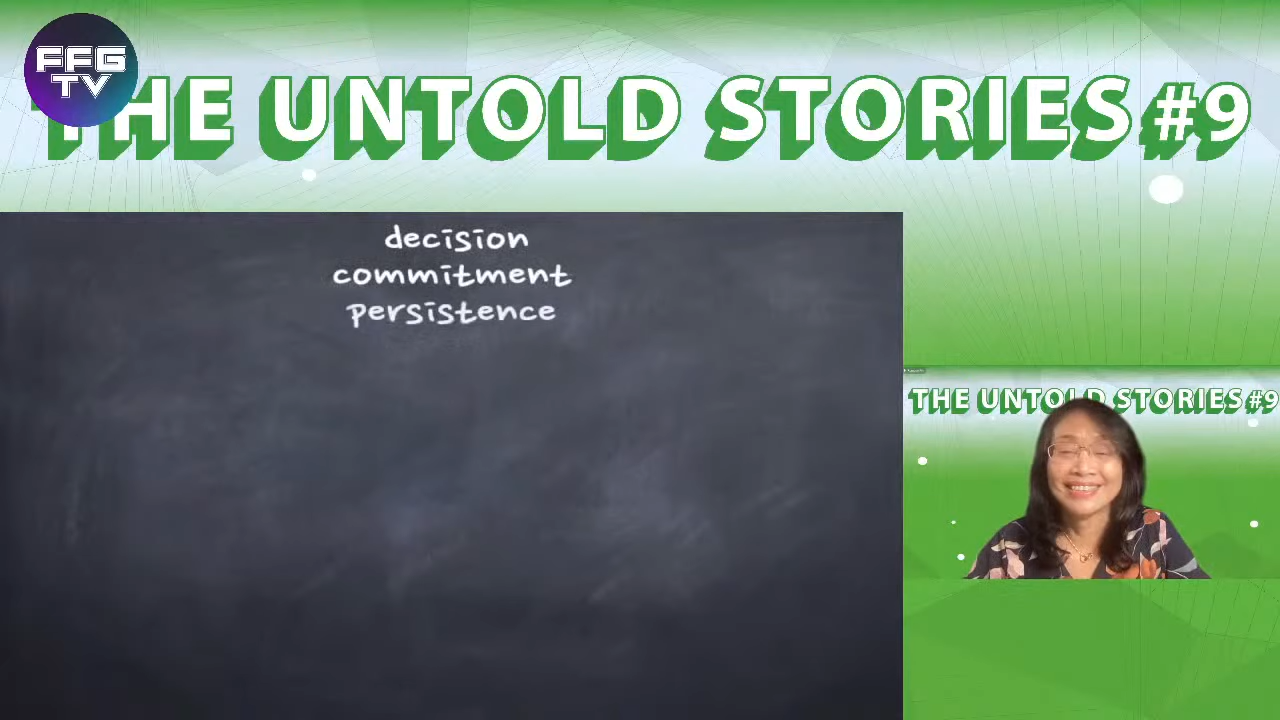 FFG
TV
THE UNTOLD STORIES #9
decision
commitment
persistence
THE UNTOLD STORIES #9